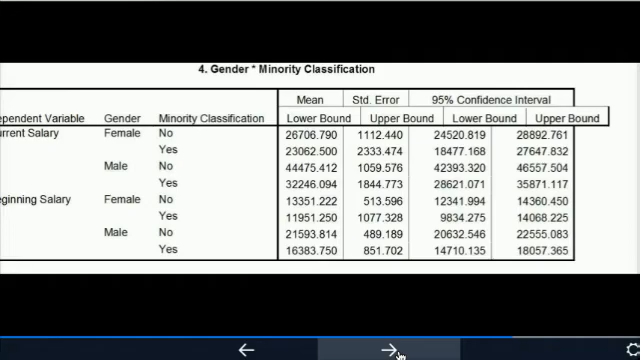 4. Gender * Minority Classification
Mean Std. Error 95% Confidence Interval
ependent Variable Gender Minority Classification Lower Bound Upper Bound Lower Bound Upper Bound
urrent Salary Female No 26706.790 1112.440 24520.819 28892.761
Yes 23062.500 2333.474 18477.168 27647.832
Male No 44475.412 1059.576 42393.320 46557.504
Yes 32246.094 1844.773 28621.071 35871.117
eginning Salary Female No 13351.222 513.596 12341.994 14360.450
Yes 11951.250 1077.328 9834.275 14068.225
Male No 21593.814 489.189 20632.546 22555.083
Yes 16383.750 851.702 14710.135 18057.365